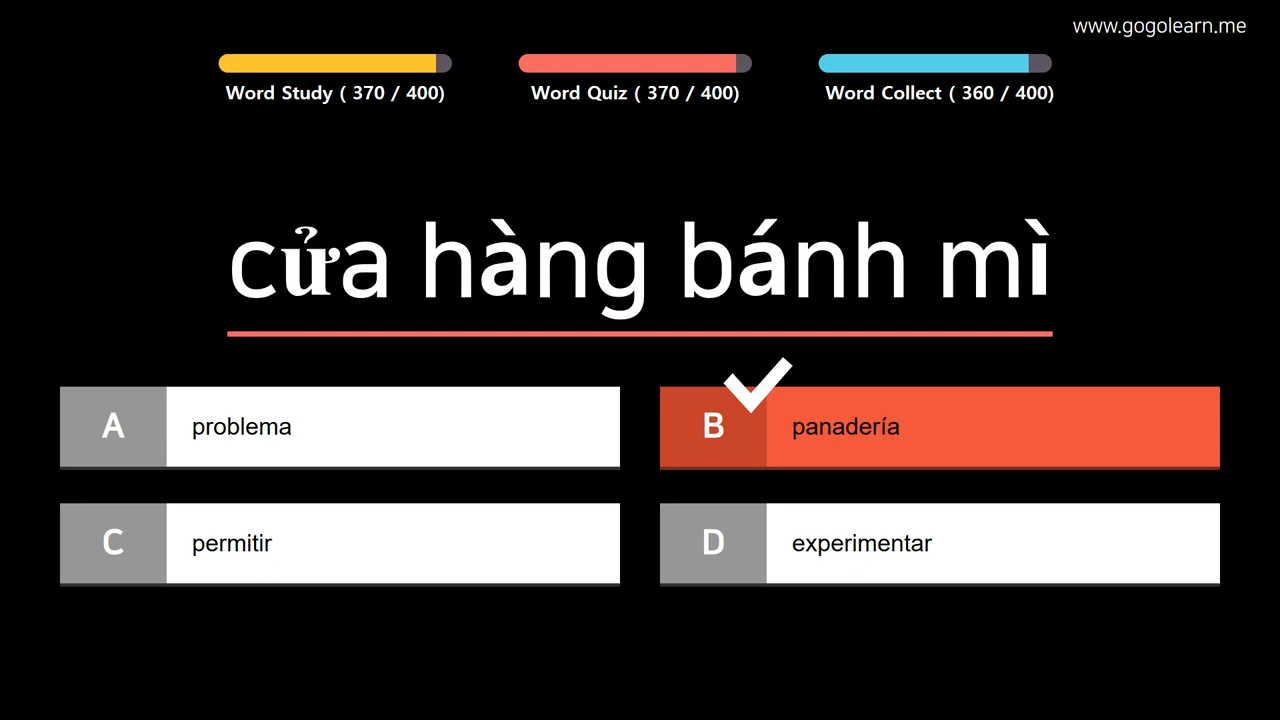 www.gogolearn.me
Word Study ( 370 / 400)
Word Quiz ( 370 / 400)
Word Collect ( 360 / 400)
cửa hàng bánh mì
A problema
B panadería
C permitir
D experimentar